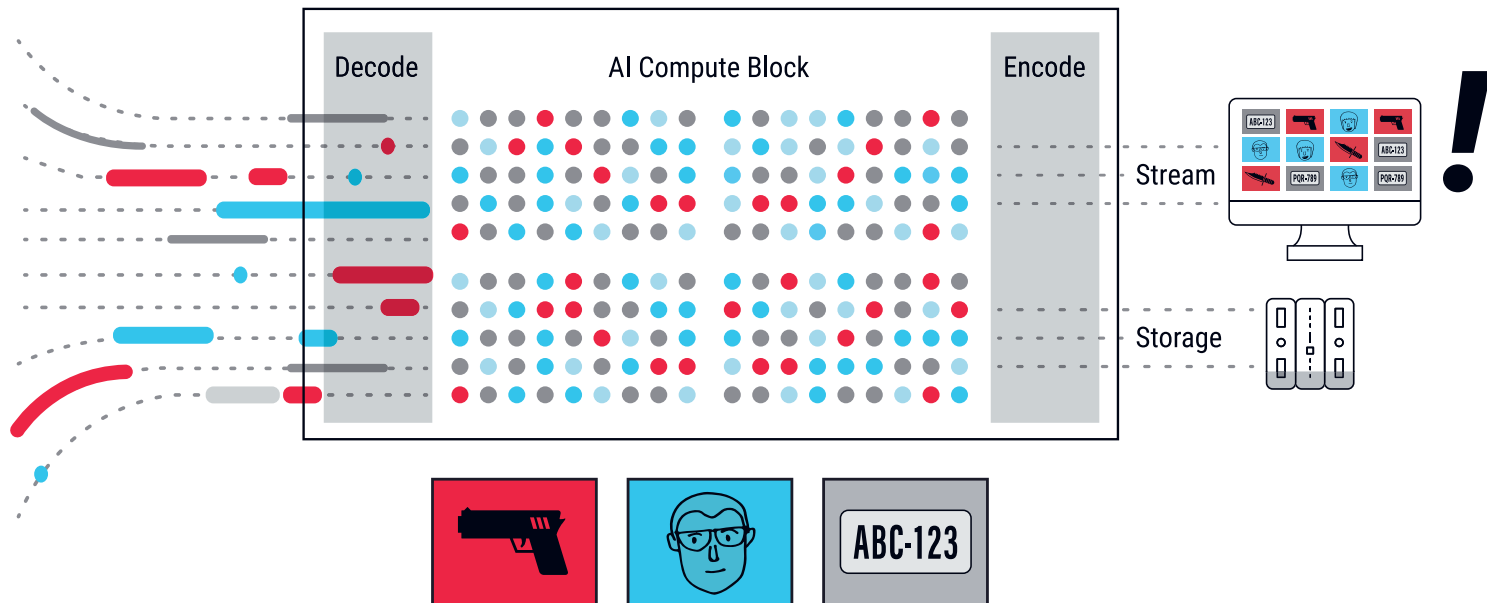 Decode
AI Compute Block
Encode
ABC-123
ABC-123
PQR-789
PQR-789
Stream
!
Storage
ABC-123